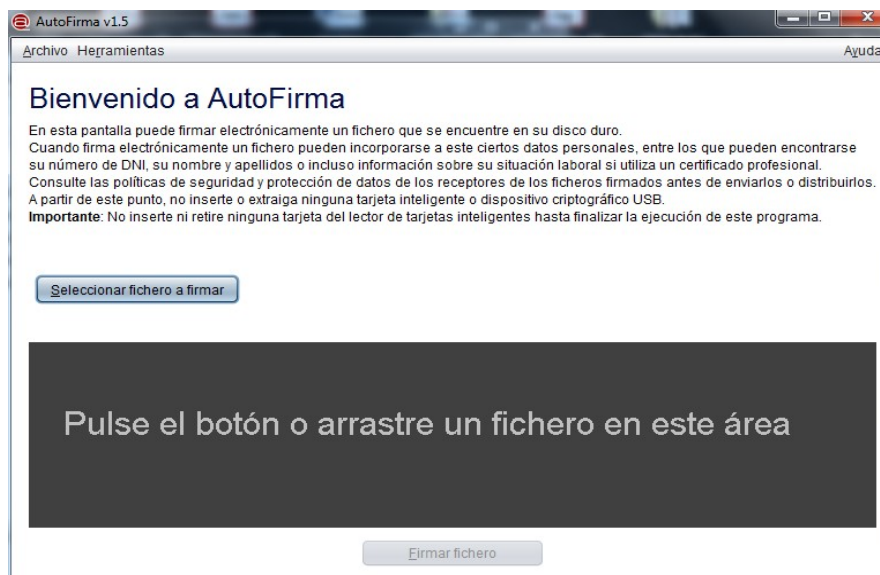 AutoFirma v1.5
Archivo Herramientas Ayuda
Bienvenido a AutoFirma
En esta pantalla puede firmar electrónicamente un fichero que se encuentre en su disco duro.
Cuando firma electrónicamente un fichero pueden incorporarse a este ciertos datos personales, entre los que pueden encontrarse
su número de DNI, su nombre y apellidos o incluso información sobre su situación laboral si utiliza un certificado profesional.
Consulte las políticas de seguridad y protección de datos de los receptores de los ficheros firmados antes de enviarlos o distribuirlos.
A partir de este punto, no inserte o extraiga ninguna tarjeta inteligente o dispositivo criptográfico USB.
Importante: No inserte ni retire ninguna tarjeta del lector de tarjetas inteligentes hasta finalizar la ejecución de este programa.
Seleccionar fichero a firmar
Pulse el botón o arrastre un fichero en este área
Firmar fichero